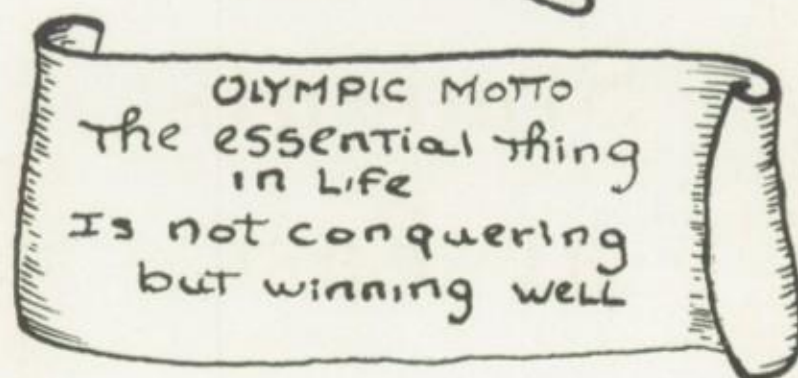 OLYMPIC MOTTO
The essential thing
in Life
Is not conquering
but winning well